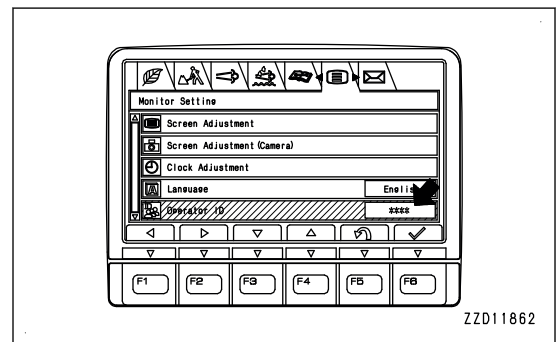 Monitor Setting
Screen Adjustment
Screen Adjustment (Camera)
Clock Adjustment
Language
Operator ID
****
F1 F2 F3 F4 F5 F6
ZZD11862